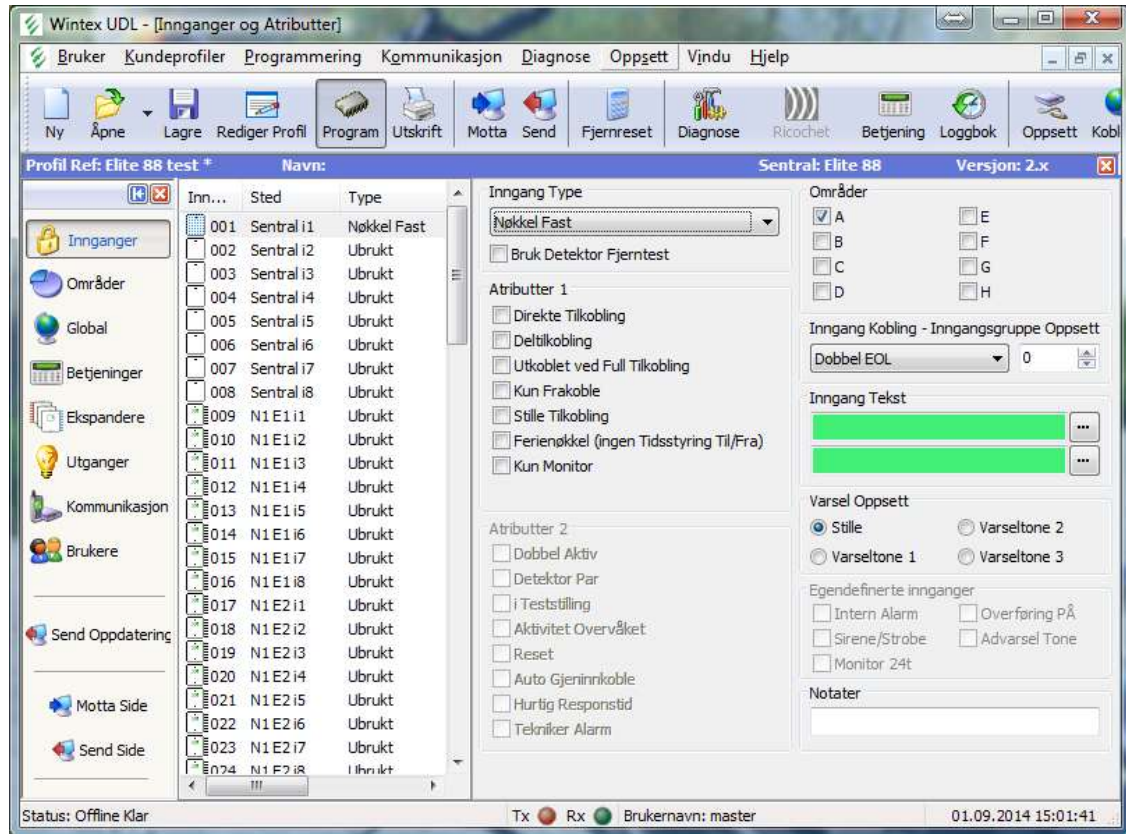 Wintex UDL - [Innganger og Atributter]
Bruker Kundeprofiler Programmering Kommunikasjon Diagnose Oppsett Vindu Hjelp
Ny Åpne Lagre Rediger Profil Program Utskrift Motta Send Fjernreset Diagnose Ricochet Betjening Loggbok Oppsett Kobl
Profil Ref: Elite 88 test * Navn: Sentral: Elite 88 Versjon: 2.x
Innganger
Områder
Global
Betjeninger
Ekspandere
Utganger
Kommunikasjon
Brukere
Send Oppdatering
Motta Side
Send Side
Inn... Sted Type
001 Sentral i1 Nøkkel Fast
002 Sentral i2 Ubrukt
003 Sentral i3 Ubrukt
004 Sentral i4 Ubrukt
005 Sentral i5 Ubrukt
006 Sentral i6 Ubrukt
007 Sentral i7 Ubrukt
008 Sentral i8 Ubrukt
009 N1 E1 i1 Ubrukt
010 N1 E1 i2 Ubrukt
011 N1 E1 i3 Ubrukt
012 N1 E1 i4 Ubrukt
013 N1 E1 i5 Ubrukt
014 N1 E1 i6 Ubrukt
015 N1 E1 i7 Ubrukt
016 N1 E1 i8 Ubrukt
017 N1 E2 i1 Ubrukt
018 N1 E2 i2 Ubrukt
019 N1 E2 i3 Ubrukt
020 N1 E2 i4 Ubrukt
021 N1 E2 i5 Ubrukt
022 N1 E2 i6 Ubrukt
023 N1 E2 i7 Ubrukt
024 N1 E2 i8 Ubrukt
Inngang Type
Nøkkel Fast
Bruk Detektor Fjerntest
Atributter 1
Direkte Tilkobling
Deltilkobling
Utkoblet ved Full Tilkobling
Kun Frakoble
Stille Tilkobling
Ferienøkkel (ingen Tidsstyring Til/Fra)
Kun Monitor
Atributter 2
Dobbel Aktiv
Detektor Par
i Teststilling
Aktivitet Overvåket
Reset
Auto Gjeninnkoble
Hurtig Responstid
Tekniker Alarm
Områder
A E
B F
C G
D H
Inngang Kobling - Inngangsgruppe Oppsett
Dobbel EOL 0
Inngang Tekst
...
...
Varsel Oppsett
Stille Varseltone 2
Varseltone 1 Varseltone 3
Egendefinerte innganger
Intern Alarm Overføring PÅ
Sirene/Strobe Advarsel Tone
Monitor 24t
Notater
Status: Offline Klar Tx Rx Brukernavn: master 01.09.2014 15:01:41